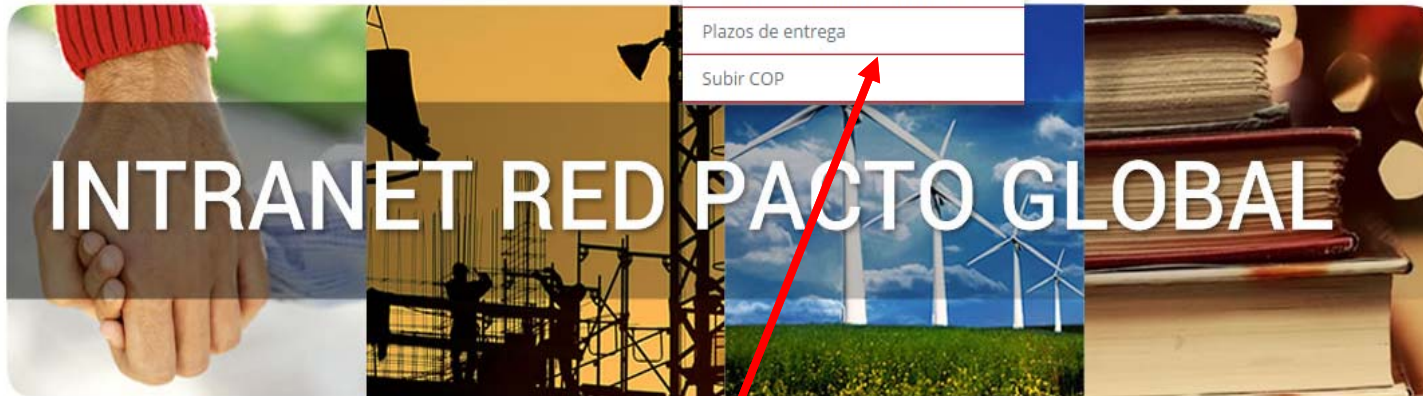 Plazos de entrega
Subir COP
INTRANET RED PACTO GLOBAL